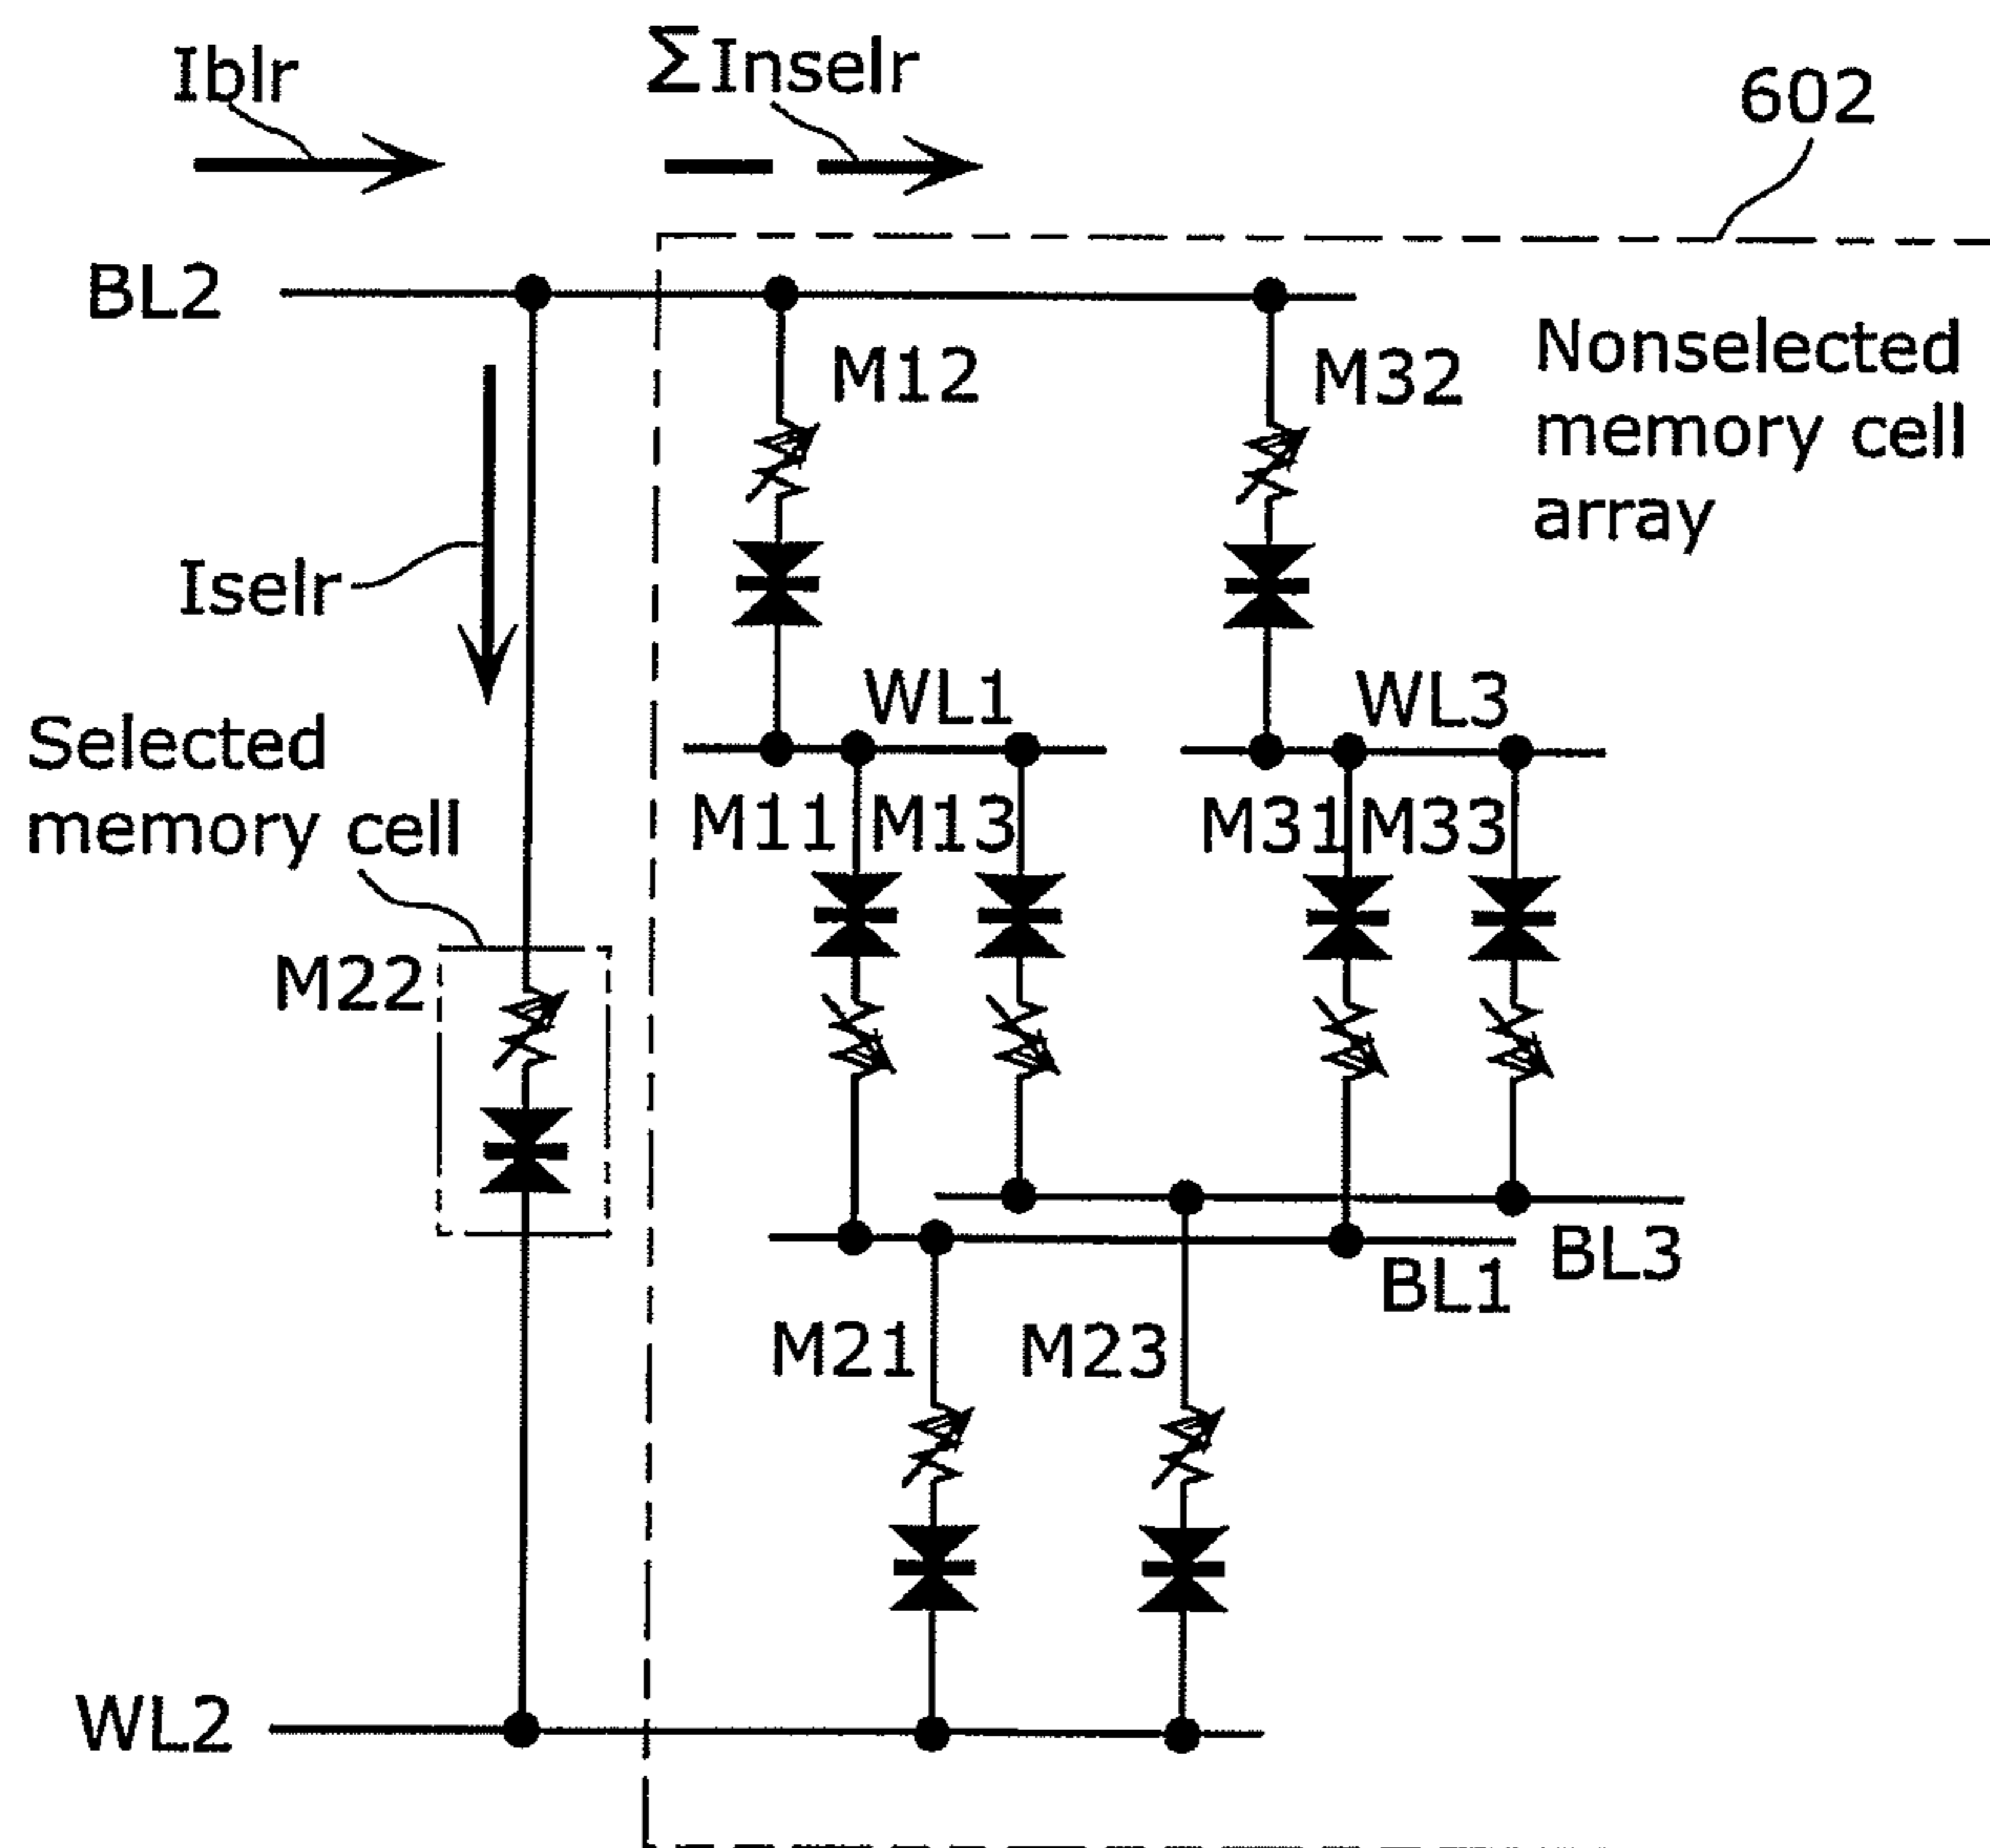 Iblr
ΣInselr
602
BL2
Nonselected
memory cell
array
M12
M32
Iselr
WL1
WL3
Selected
memory cell
M11
M13
M31
M33
M22
BL3
BL1
M21
M23
WL2